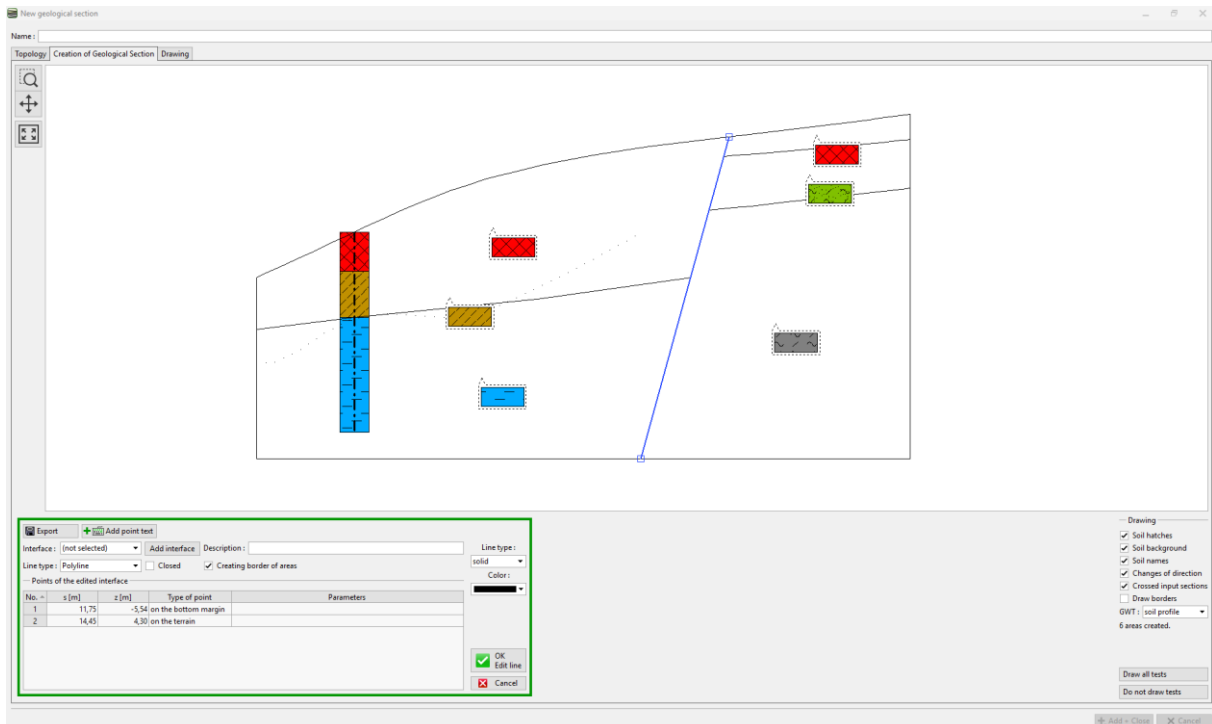 New geological section
Name :
Topology Creation of Geological Section Drawing
Export Add point text
Interface : (not selected) Add interface Description :
Line type : Polyline Closed Creating border of areas
Points of the edited interface
No. s [m] z [m] Type of point Parameters
1 11,75 -5,54 on the bottom margin
2 14,45 4,30 on the terrain
Line type :
solid
Color :
OK
Edit line
Cancel
Drawing
Soil hatches
Soil background
Soil names
Changes of direction
Crossed input sections
Draw borders
GWT : soil profile
6 areas created.
Draw all tests
Do not draw tests
Add + Close Cancel